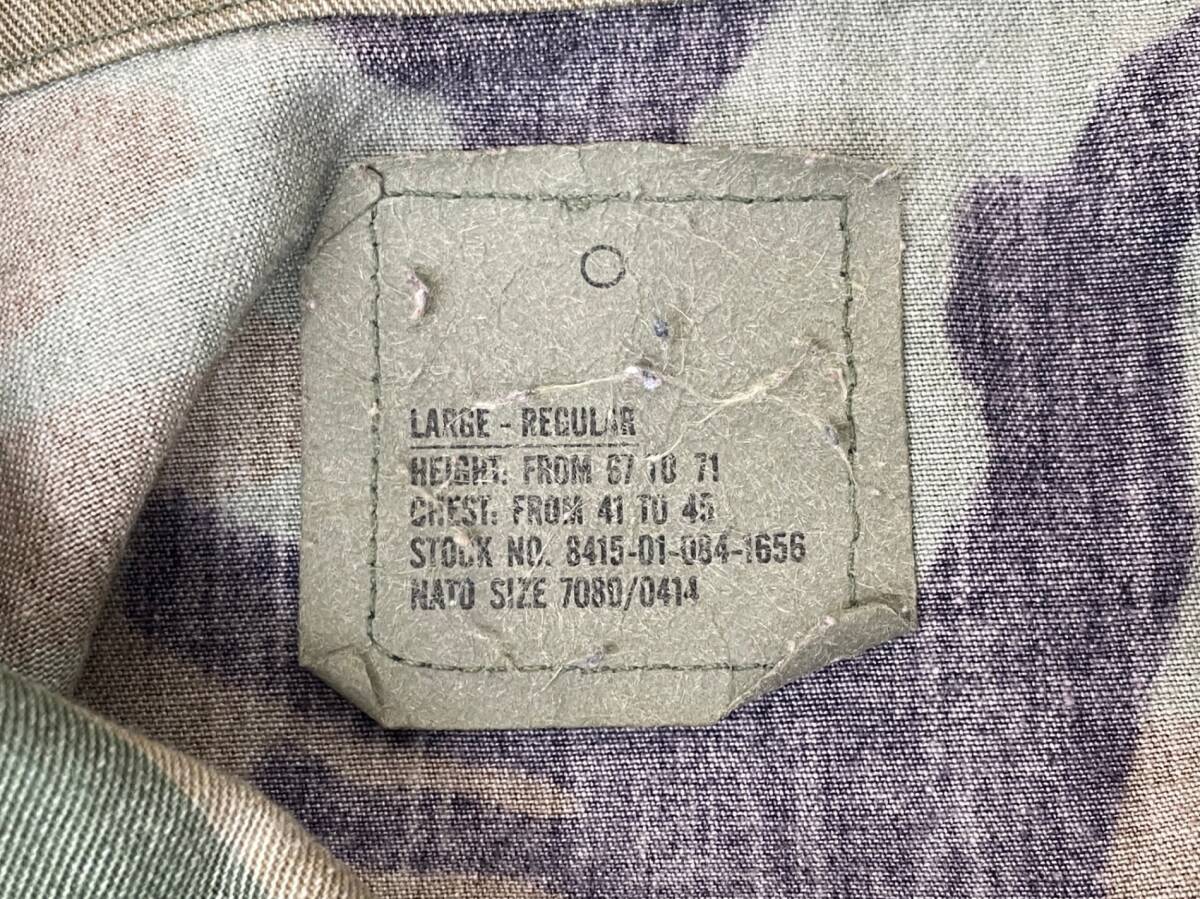 LARGE - REGULAR
HEIGHT: FROM 67 TO 71
CHEST: FROM 41 TO 45
STOCK NO. 8415-01-084-1656
NATO SIZE 7080/0414